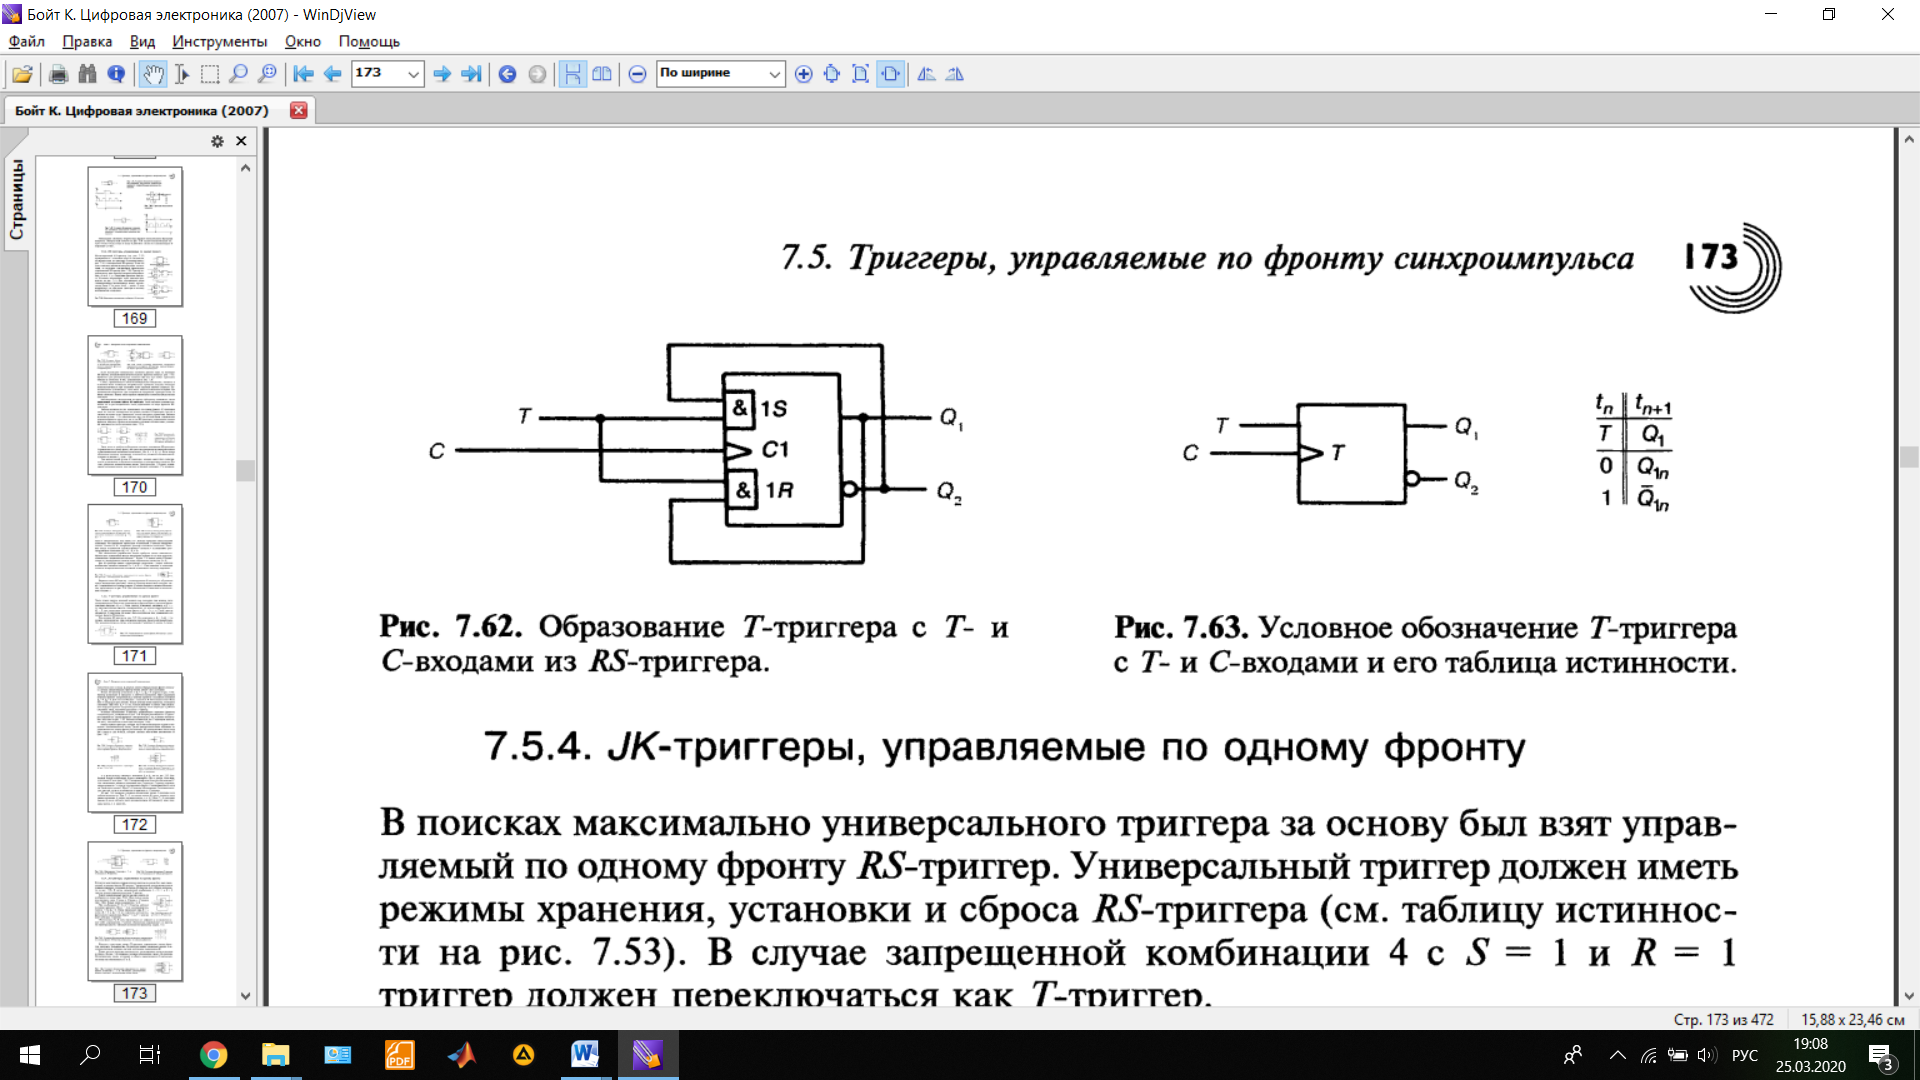 Бойт К. Цифровая электроника (2007) - WinDjView
Файл Правка Вид Инструменты Окно Помощь
173 По ширине
Бойт К. Цифровая электроника (2007)
Страницы
169
170
171
172
173
7.5. Триггеры, управляемые по фронту синхроимпульса 173
T & 1S Q₁
C C1
& 1R Q₂
T Q₁
C T
Q₂
tₙ tₙ₊₁
T Q₁
0 Q₁ₙ
1 Q̄₁ₙ
Рис. 7.62. Образование T-триггера с T- и
C-входами из RS-триггера.
Рис. 7.63. Условное обозначение T-триггера
с T- и C-входами и его таблица истинности.
7.5.4. JK-триггеры, управляемые по одному фронту
В поисках максимально универсального триггера за основу был взят управ-
ляемый по одному фронту RS-триггер. Универсальный триггер должен иметь
режимы хранения, установки и сброса RS-триггера (см. таблицу истиннос-
ти на рис. 7.53). В случае запрещенной комбинации 4 с S = 1 и R = 1
триггер должен переключаться как T-триггер.
Стр. 173 из 472 15,88 x 23,46 см
PDF W РУС 19:08
25.03.2020
3